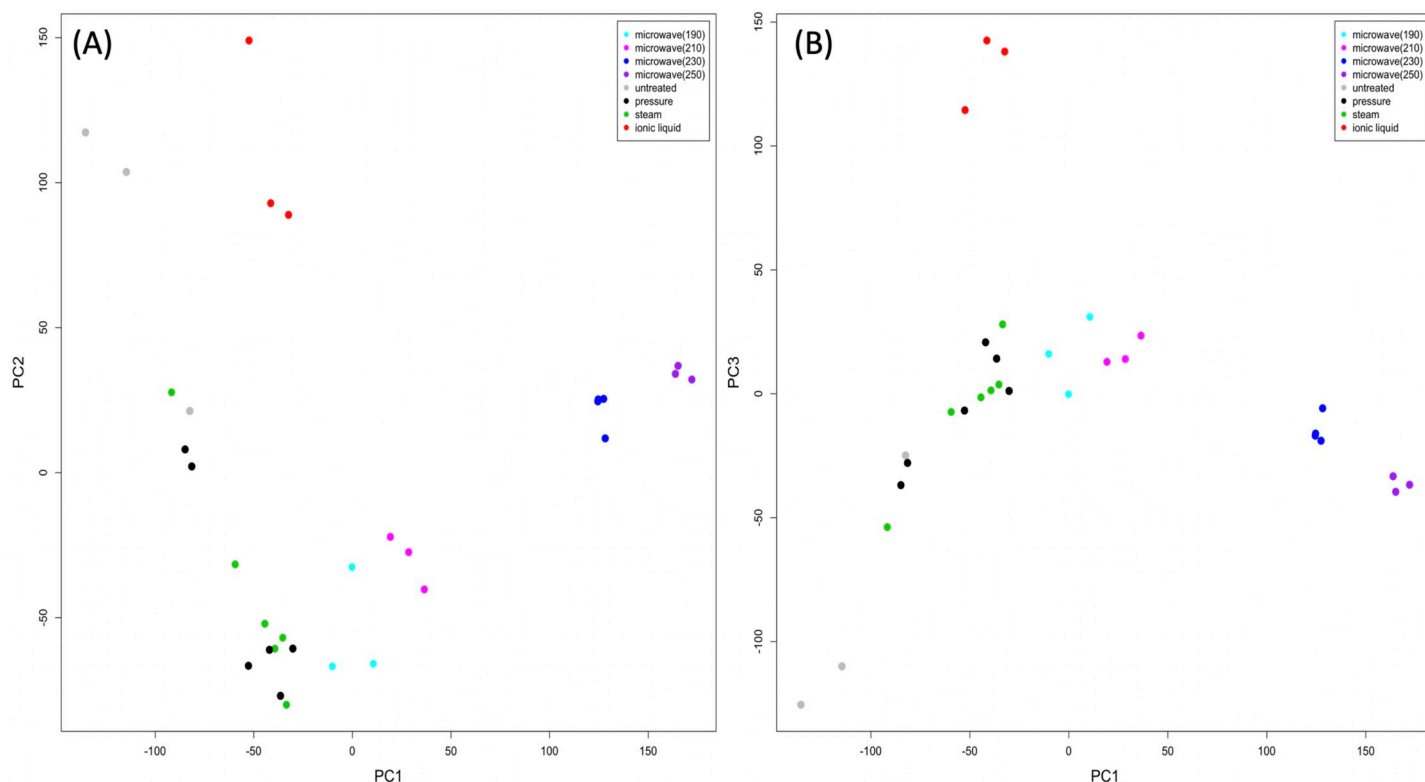 (A)
microwave(190)
microwave(210)
microwave(230)
microwave(250)
untreated
pressure
steam
ionic liquid
150
100
50
0
-50
PC2
-100
-50
0
50
100
150
PC1
(B)
microwave(190)
microwave(210)
microwave(230)
microwave(250)
untreated
pressure
steam
ionic liquid
150
100
50
0
-50
-100
PC3
-100
-50
0
50
100
150
PC1